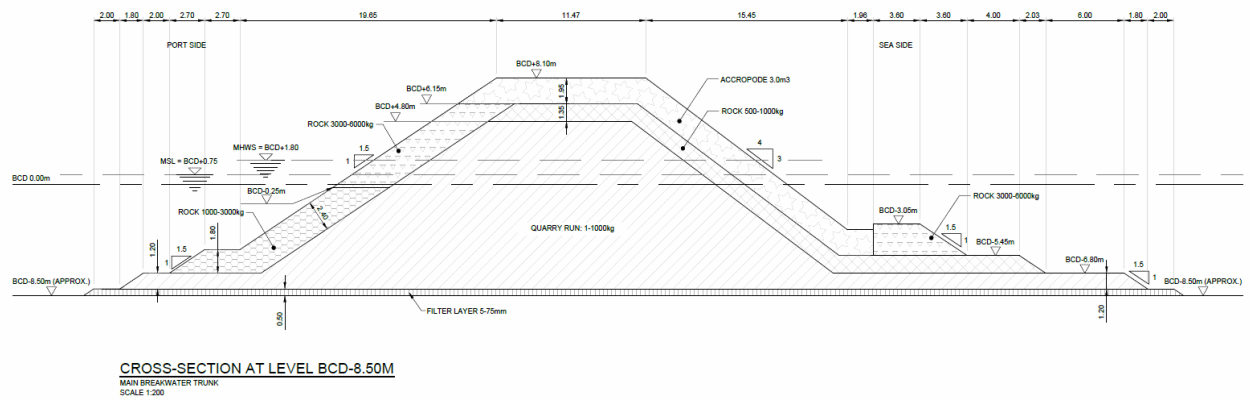 2.00 1.80 2.00 2.70 2.70 19.65 11.47 15.45 1.96 3.60 3.60 4.00 2.03 6.00 1.80 2.00
PORT SIDE
SEA SIDE
BCD+8.10m
BCD+6.15m
BCD+4.80m
1.95
1.35
ACCROPODE 3.0m3
ROCK 500-1000kg
ROCK 3000-6000kg
1.5
1
4
3
MHWS = BCD+1.80
MSL = BCD+0.75
BCD 0.00m
BCD-0.25m
ROCK 1000-3000kg
2.40
QUARRY RUN: 1-1000kg
BCD-3.05m
ROCK 3000-6000kg
1.5
1
BCD-5.45m
BCD-6.80m
1.20
1.80
1.5
1
1.5
1
BCD-8.50m (APPROX.)
BCD-8.50m (APPROX.)
0.50
FILTER LAYER 5-75mm
1.20
CROSS-SECTION AT LEVEL BCD-8.50M
MAIN BREAKWATER TRUNK
SCALE 1:200